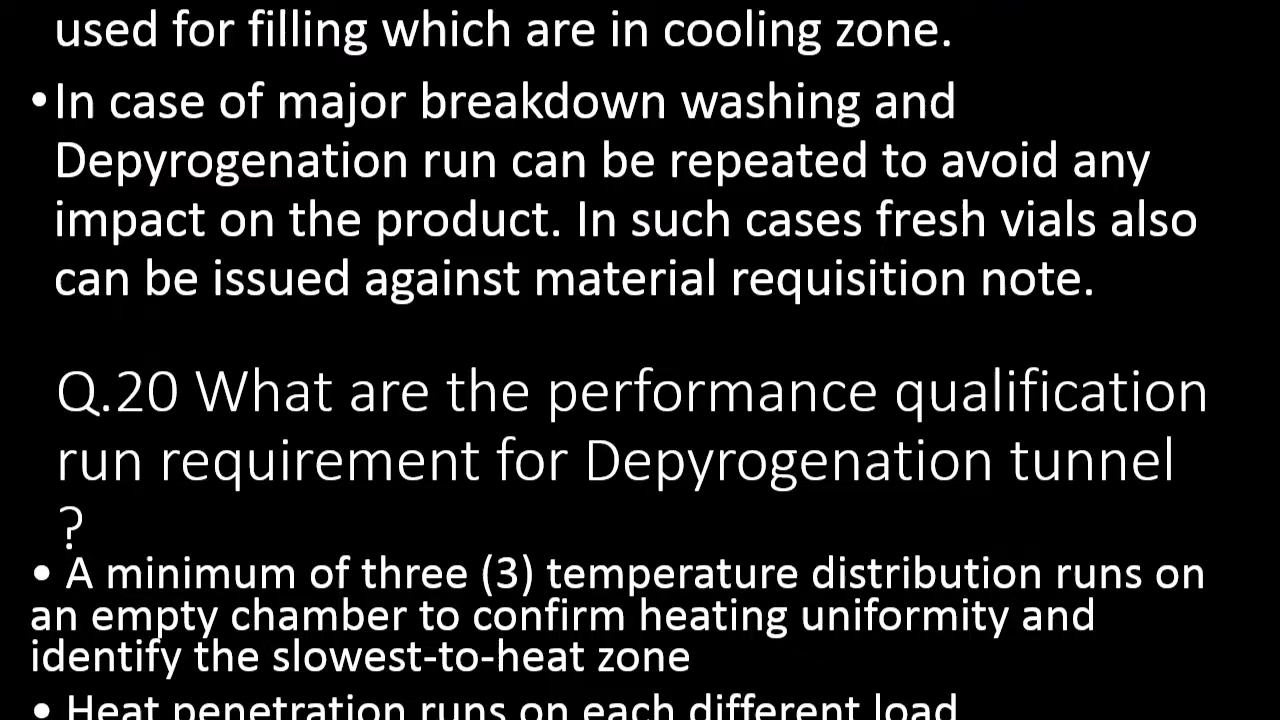 used for filling which are in cooling zone.
•In case of major breakdown washing and
Depyrogenation run can be repeated to avoid any
impact on the product. In such cases fresh vials also
can be issued against material requisition note.
Q.20 What are the performance qualification
run requirement for Depyrogenation tunnel
?
• A minimum of three (3) temperature distribution runs on
an empty chamber to confirm heating uniformity and
identify the slowest-to-heat zone
• Heat penetration runs on each different load